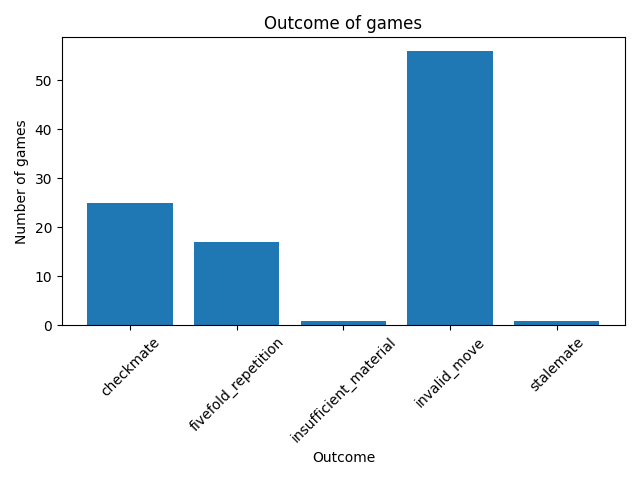 Outcome of games
Number of games
50
40
30
20
10
0
checkmate
fivefold_repetition
insufficient_material
invalid_move
stalemate
Outcome